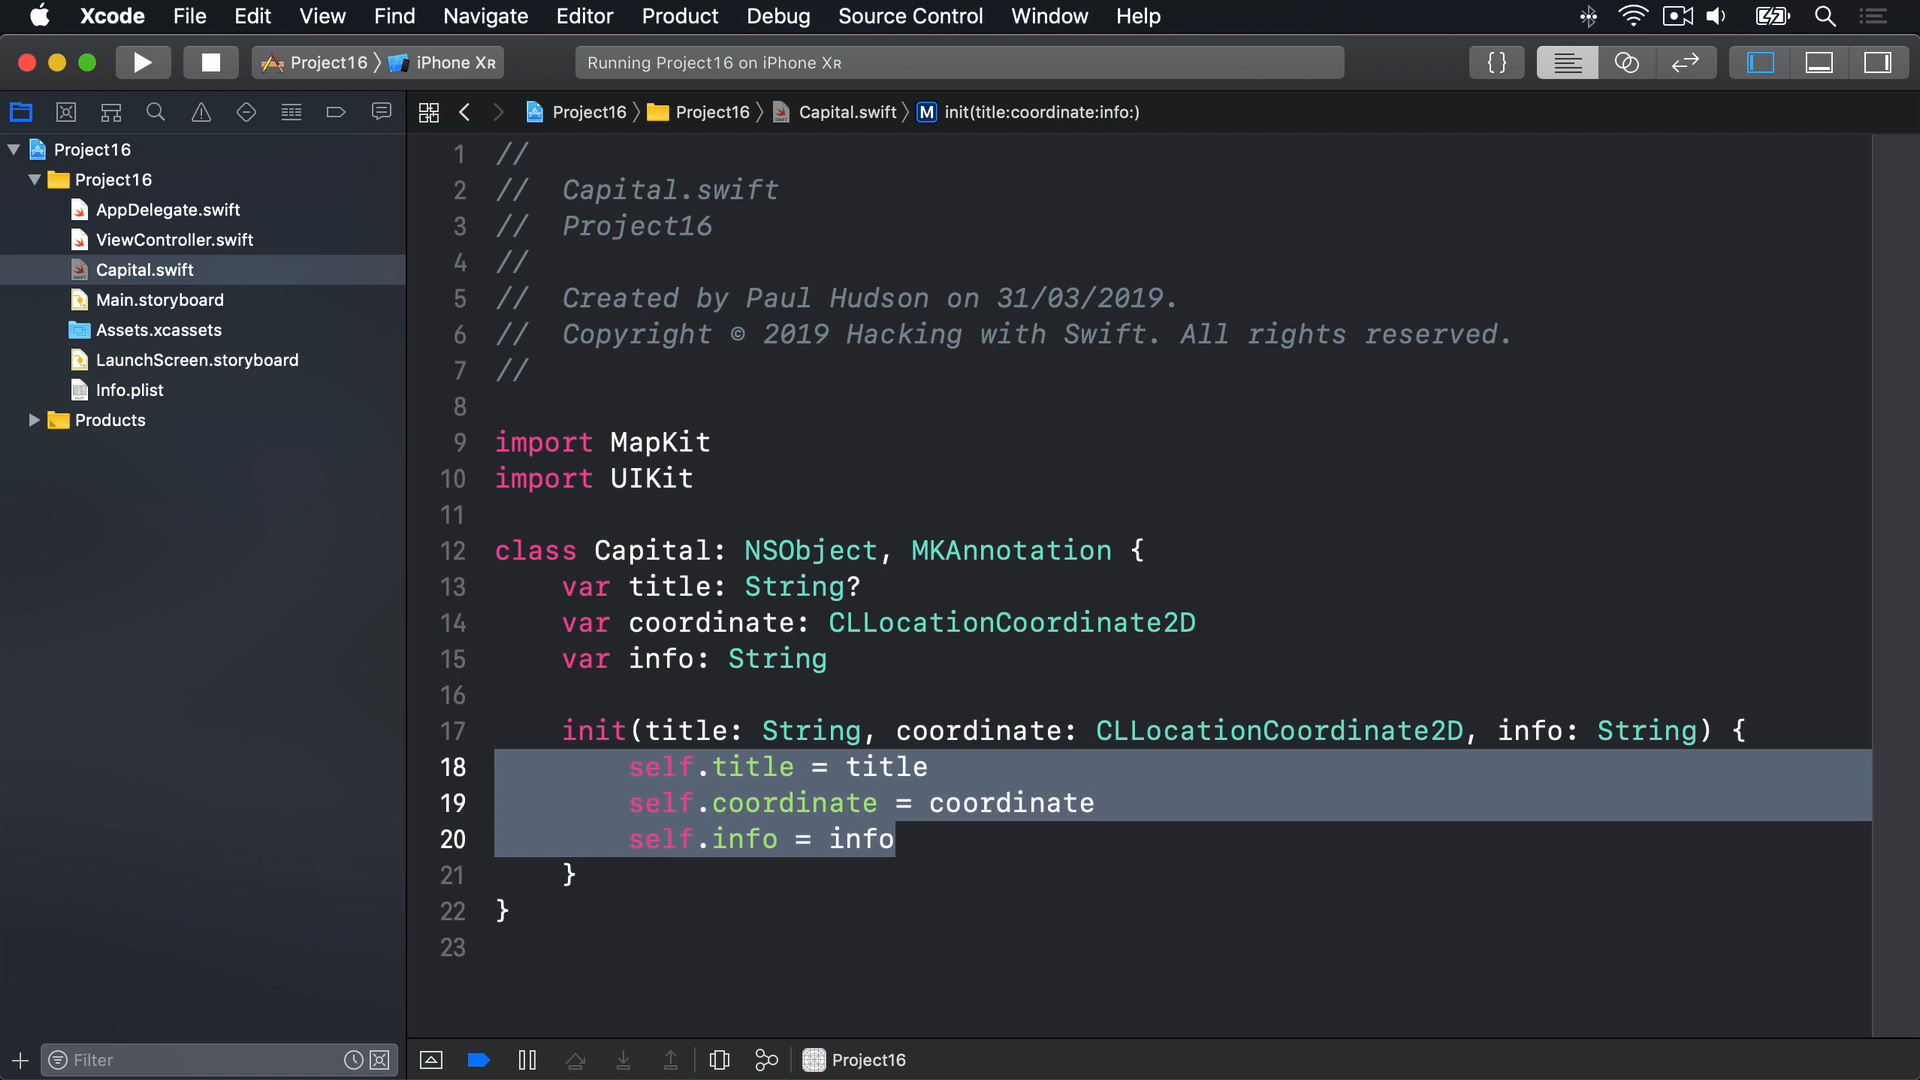 Xcode File Edit View Find Navigate Editor Product Debug Source Control Window Help
Project16 iPhone XR Running Project16 on iPhone XR {}
Project16 Project16 Capital.swift M init(title:coordinate:info:)
Project16
Project16
AppDelegate.swift
ViewController.swift
Capital.swift
Main.storyboard
Assets.xcassets
LaunchScreen.storyboard
Info.plist
Products
Filter
1 //
2 //  Capital.swift
3 //  Project16
4 //
5 //  Created by Paul Hudson on 31/03/2019.
6 //  Copyright © 2019 Hacking with Swift. All rights reserved.
7 //
8
9 import MapKit
10 import UIKit
11
12 class Capital: NSObject, MKAnnotation {
13     var title: String?
14     var coordinate: CLLocationCoordinate2D
15     var info: String
16
17     init(title: String, coordinate: CLLocationCoordinate2D, info: String) {
18         self.title = title
19         self.coordinate = coordinate
20         self.info = info
21     }
22 }
23
Project16